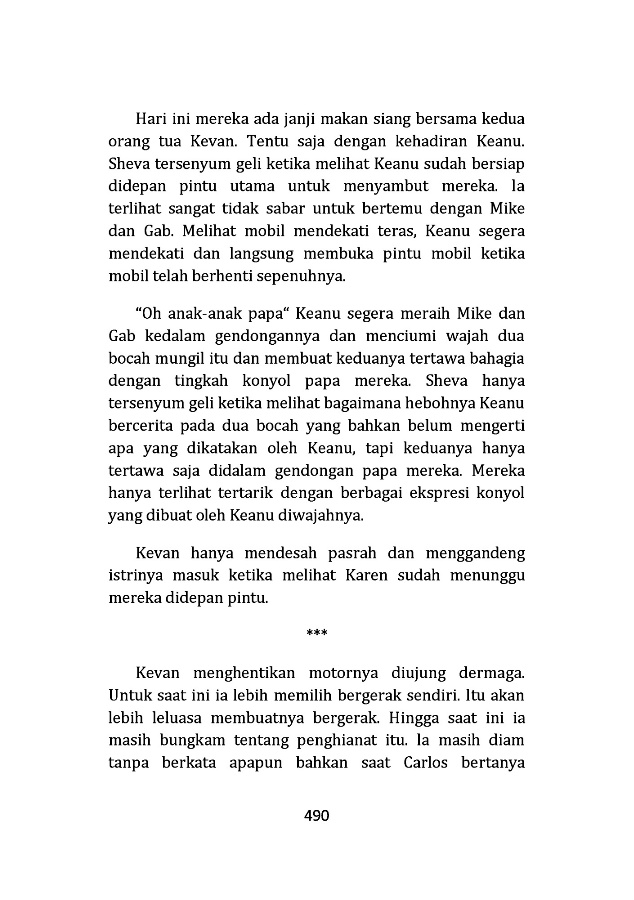 Hari ini mereka ada janji makan siang bersama kedua
orang tua Kevan. Tentu saja dengan kehadiran Keanu.
Sheva tersenyum geli ketika melihat Keanu sudah bersiap
didepan pintu utama untuk menyambut mereka. Ia
terlihat sangat tidak sabar untuk bertemu dengan Mike
dan Gab. Melihat mobil mendekati teras, Keanu segera
mendekati dan langsung membuka pintu mobil ketika
mobil telah berhenti sepenuhnya.
“Oh anak-anak papa“ Keanu segera meraih Mike dan
Gab kedalam gendongannya dan menciumi wajah dua
bocah mungil itu dan membuat keduanya tertawa bahagia
dengan tingkah konyol papa mereka. Sheva hanya
tersenyum geli ketika melihat bagaimana hebohnya Keanu
bercerita pada dua bocah yang bahkan belum mengerti
apa yang dikatakan oleh Keanu, tapi keduanya hanya
tertawa saja didalam gendongan papa mereka. Mereka
hanya terlihat tertarik dengan berbagai ekspresi konyol
yang dibuat oleh Keanu diwajahnya.
Kevan hanya mendesah pasrah dan menggandeng
istrinya masuk ketika melihat Karen sudah menunggu
mereka didepan pintu.
***
Kevan menghentikan motornya diujung dermaga.
Untuk saat ini ia lebih memilih bergerak sendiri. Itu akan
lebih leluasa membuatnya bergerak. Hingga saat ini ia
masih bungkam tentang penghianat itu. Ia masih diam
tanpa berkata apapun bahkan saat Carlos bertanya
490